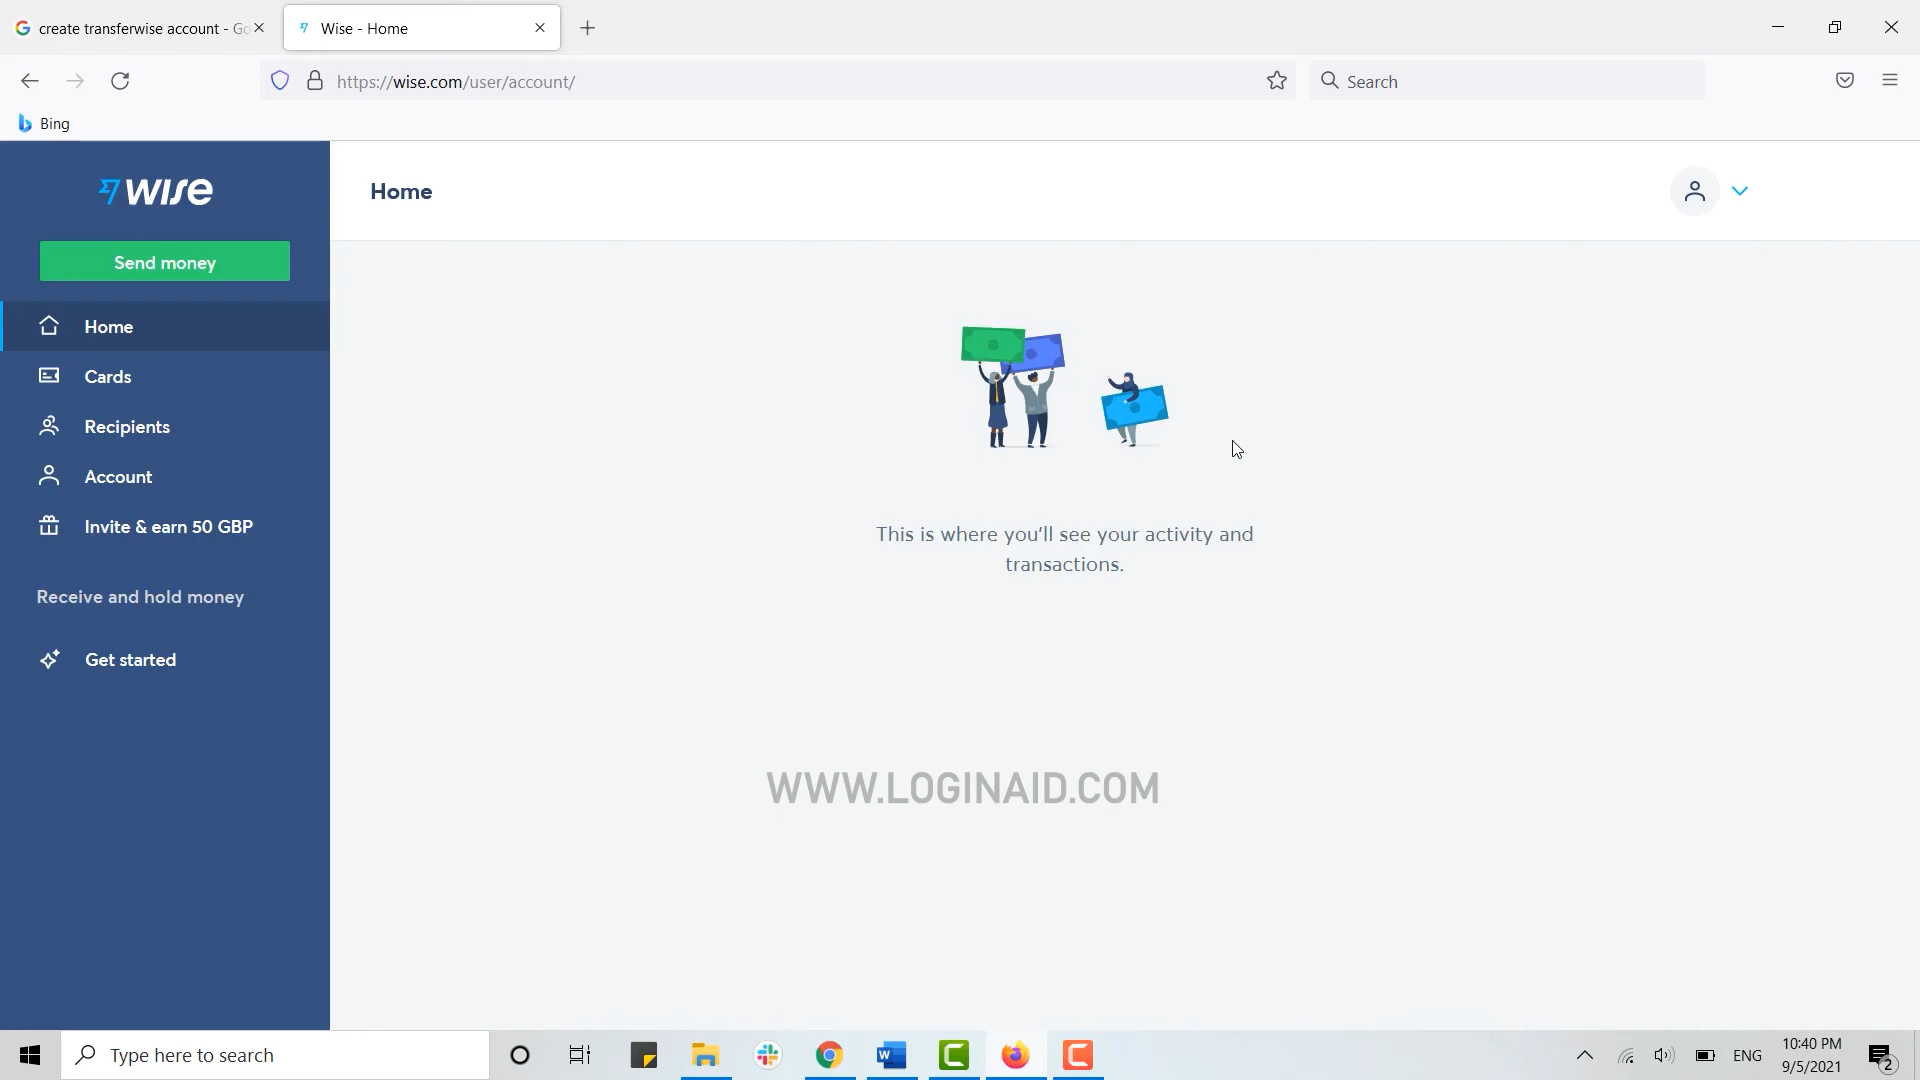 create transferwise account - Go
Wise - Home
https://wise.com/user/account/
Search
Bing
WISE
Home
Send money
Home
Cards
Recipients
Account
Invite & earn 50 GBP
Receive and hold money
Get started
This is where you'll see your activity and
transactions.
WWW.LOGINAID.COM
Type here to search
ENG
10:40 PM
9/5/2021
2